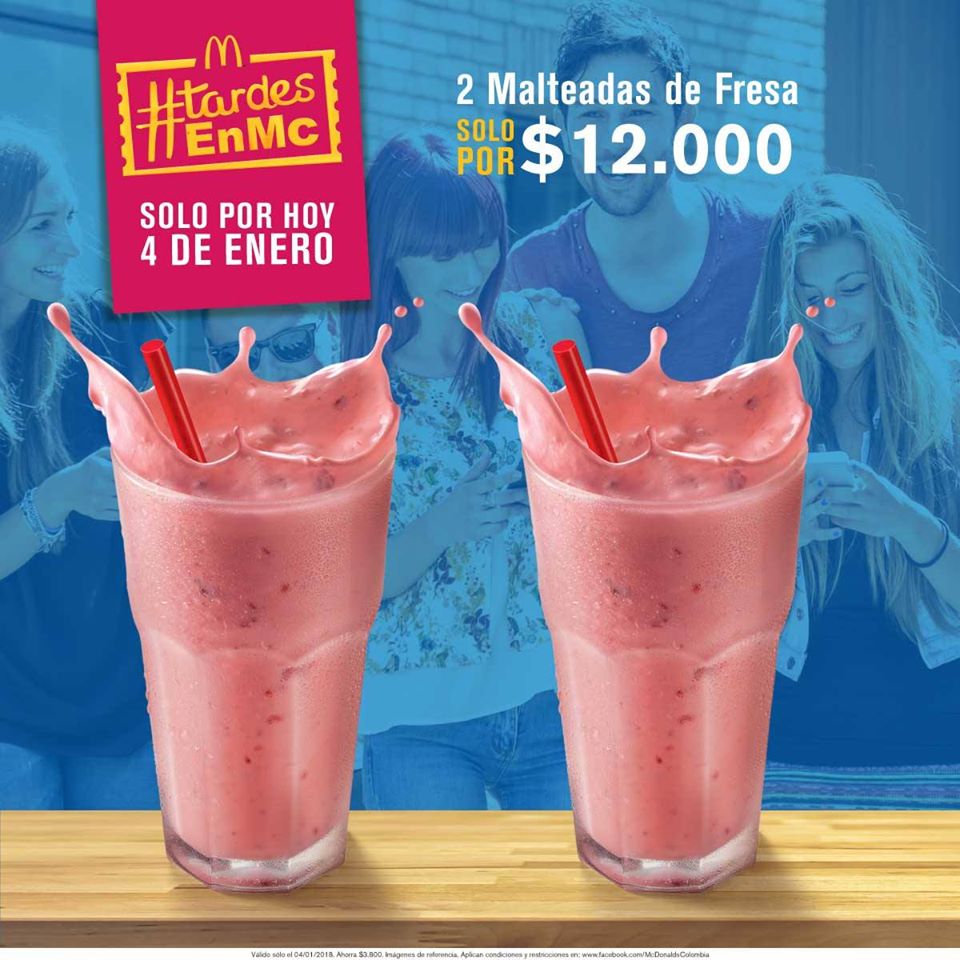 #tardes
EnMc
SOLO POR HOY
4 DE ENERO
2 Malteadas de Fresa
SOLO
POR $12.000
Válido sólo el 04/01/2018. Ahorra $3.800. Imágenes de referencia. Aplican condiciones y restricciones en: www.facebook.com/McDonaldsColombia